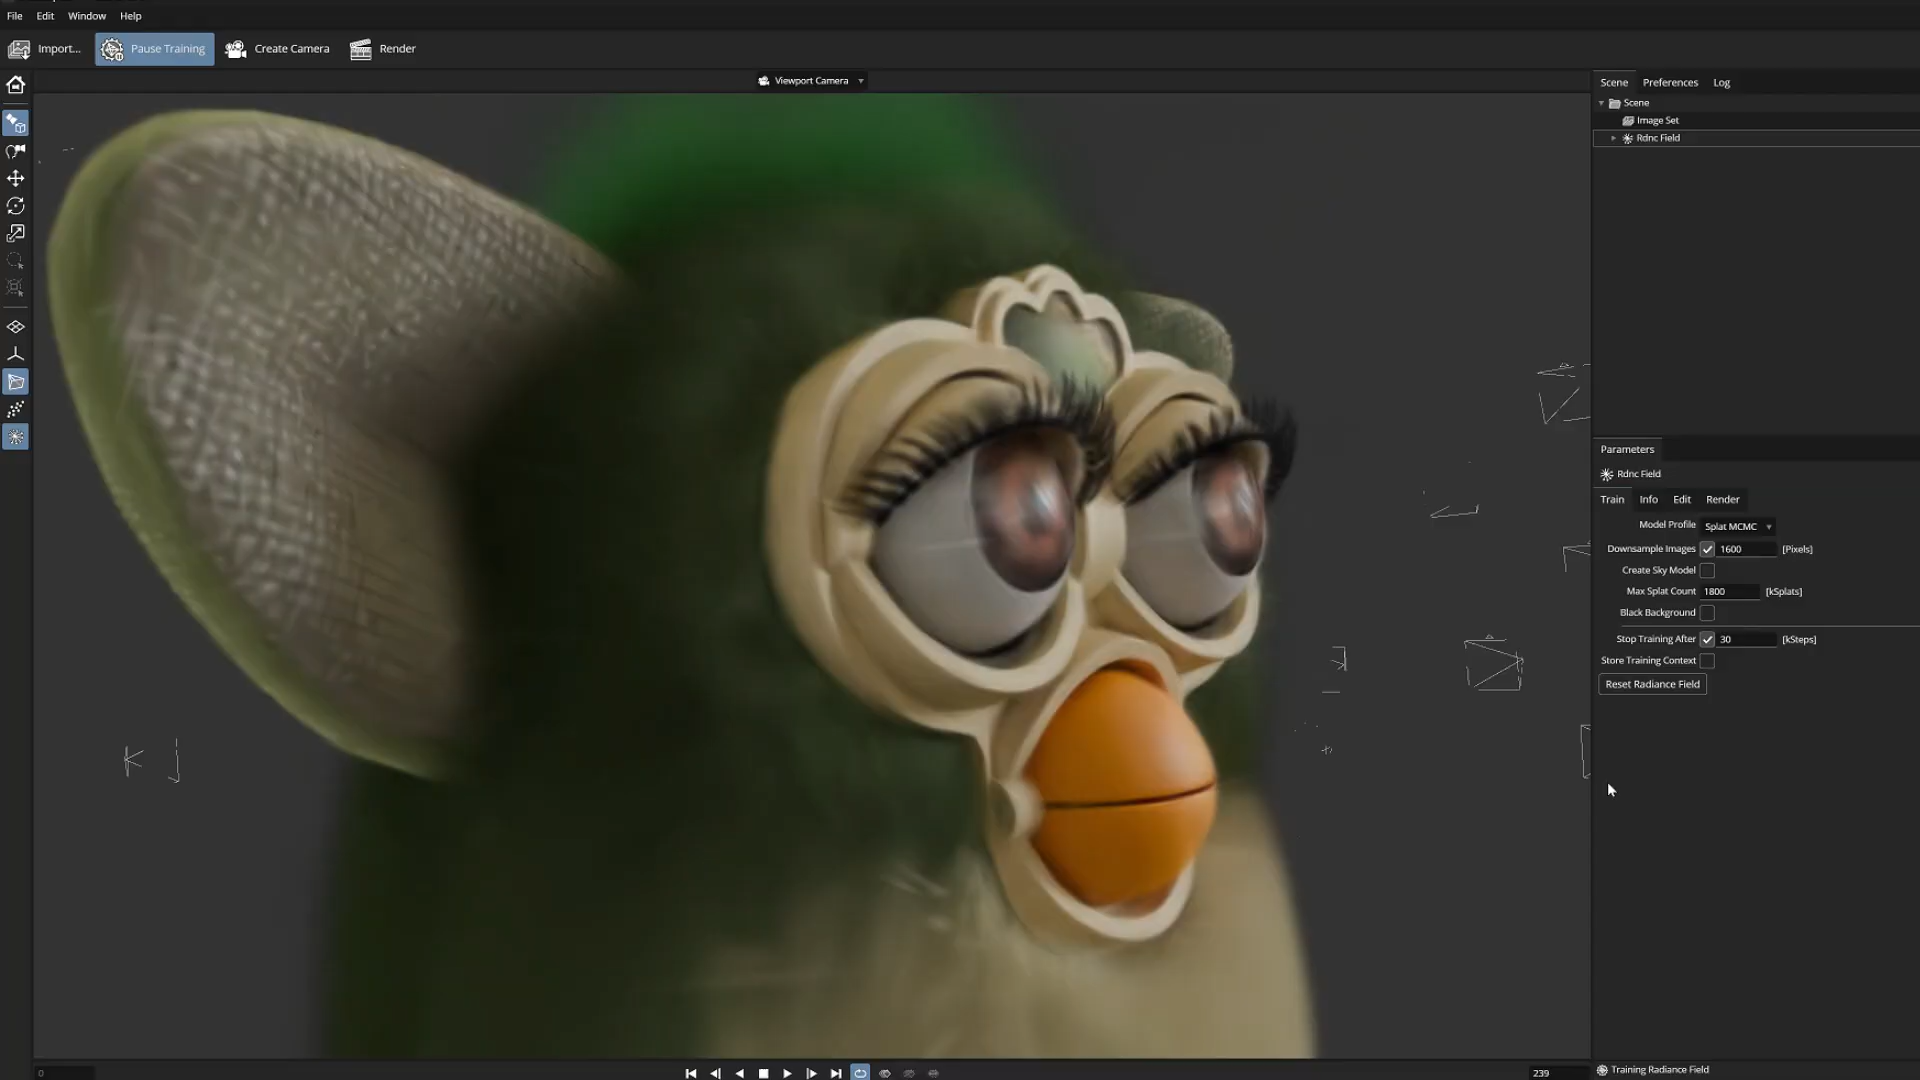 File Edit Window Help
Import... Pause Training Create Camera Render
Viewport Camera
Scene Preferences Log
Scene
Image Set
Rdnc Field
Parameters
Rdnc Field
Train Info Edit Render
Model Profile Splat MCMC
Downsample Images 1600 [Pixels]
Create Sky Model
Max Splat Count 1800 [kSplats]
Black Background
Stop Training After 30 [kSteps]
Store Training Context
Reset Radiance Field
0 239 Training Radiance Field